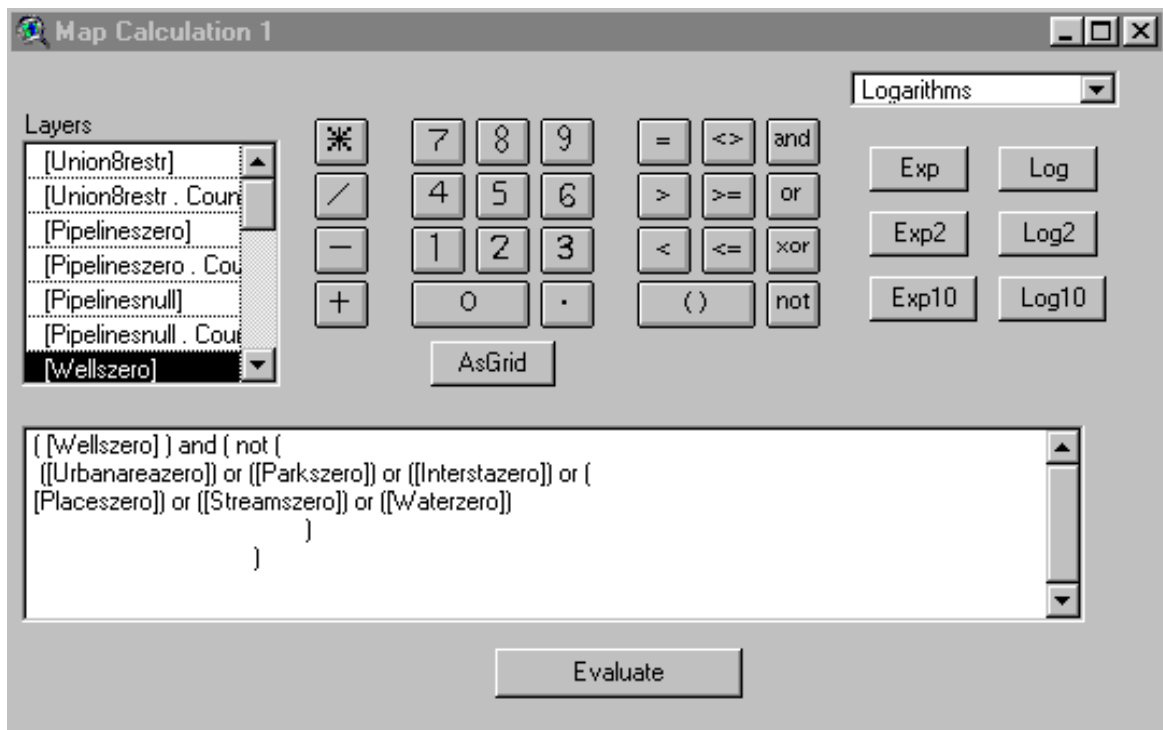 Map Calculation 1
Logarithms
Layers
[Union8restr]
[Union8restr . Coun
[Pipelineszero]
[Pipelineszero . Cou
[Pipelinesnull]
[Pipelinesnull . Cour
[Wellszero]
* 7 8 9 = <> and
/ 4 5 6 > >= or
- 1 2 3 < <= xor
+ 0 . ( ) not
AsGrid
Exp Log
Exp2 Log2
Exp10 Log10
( [Wellszero] ) and ( not (
([Urbanareazero]) or ([Parkszero]) or ([Interstazero]) or (
[Placeszero]) or ([Streamszero]) or ([Waterzero])
)
)
Evaluate